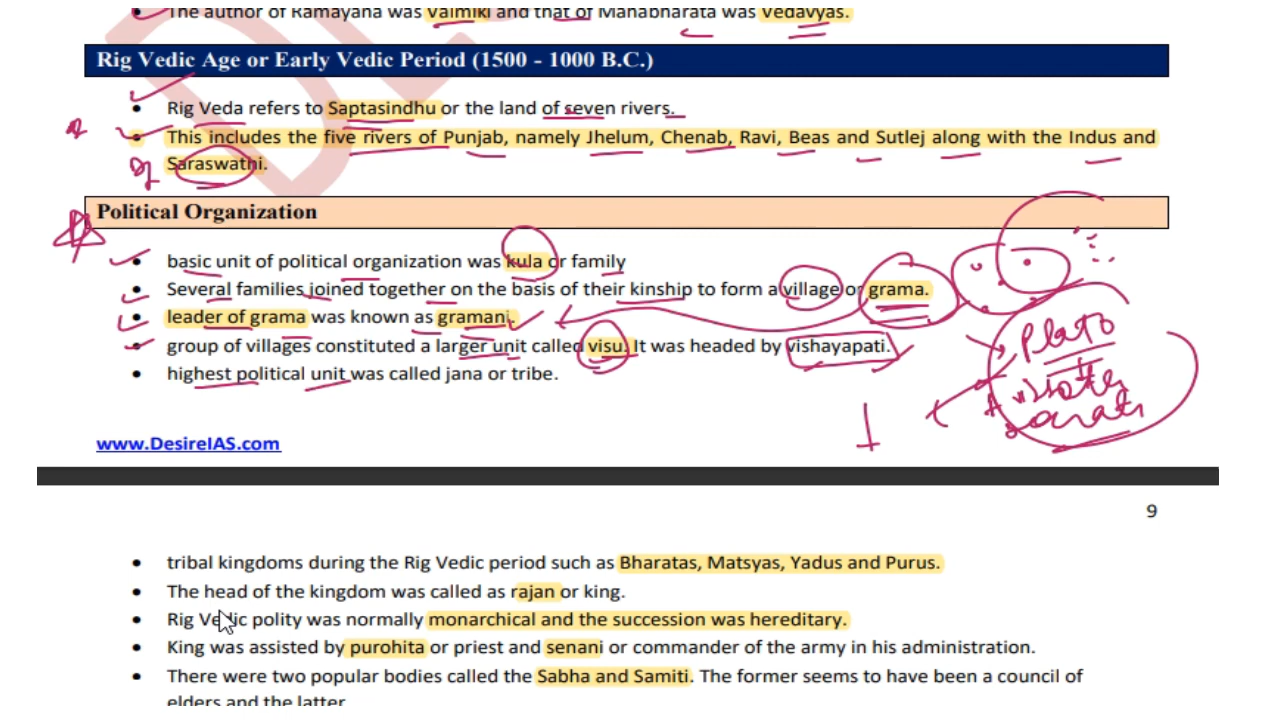 The author of Ramayana was Valmiki and that of Mahabharata was Vedavyas.
Rig Vedic Age or Early Vedic Period (1500 - 1000 B.C.)
• Rig Veda refers to Saptasindhu or the land of seven rivers.
• This includes the five rivers of Punjab, namely Jhelum, Chenab, Ravi, Beas and Sutlej along with the Indus and
Saraswathi.
Political Organization
• basic unit of political organization was kula or family
• Several families joined together on the basis of their kinship to form a village or grama.
• leader of grama was known as gramani.
• group of villages constituted a larger unit called visu. It was headed by vishayapati.
• highest political unit was called jana or tribe.
Plato
www.DesireIAS.com
9
• tribal kingdoms during the Rig Vedic period such as Bharatas, Matsyas, Yadus and Purus.
• The head of the kingdom was called as rajan or king.
• Rig Vedic polity was normally monarchical and the succession was hereditary.
• King was assisted by purohita or priest and senani or commander of the army in his administration.
• There were two popular bodies called the Sabha and Samiti. The former seems to have been a council of
elders and the latter